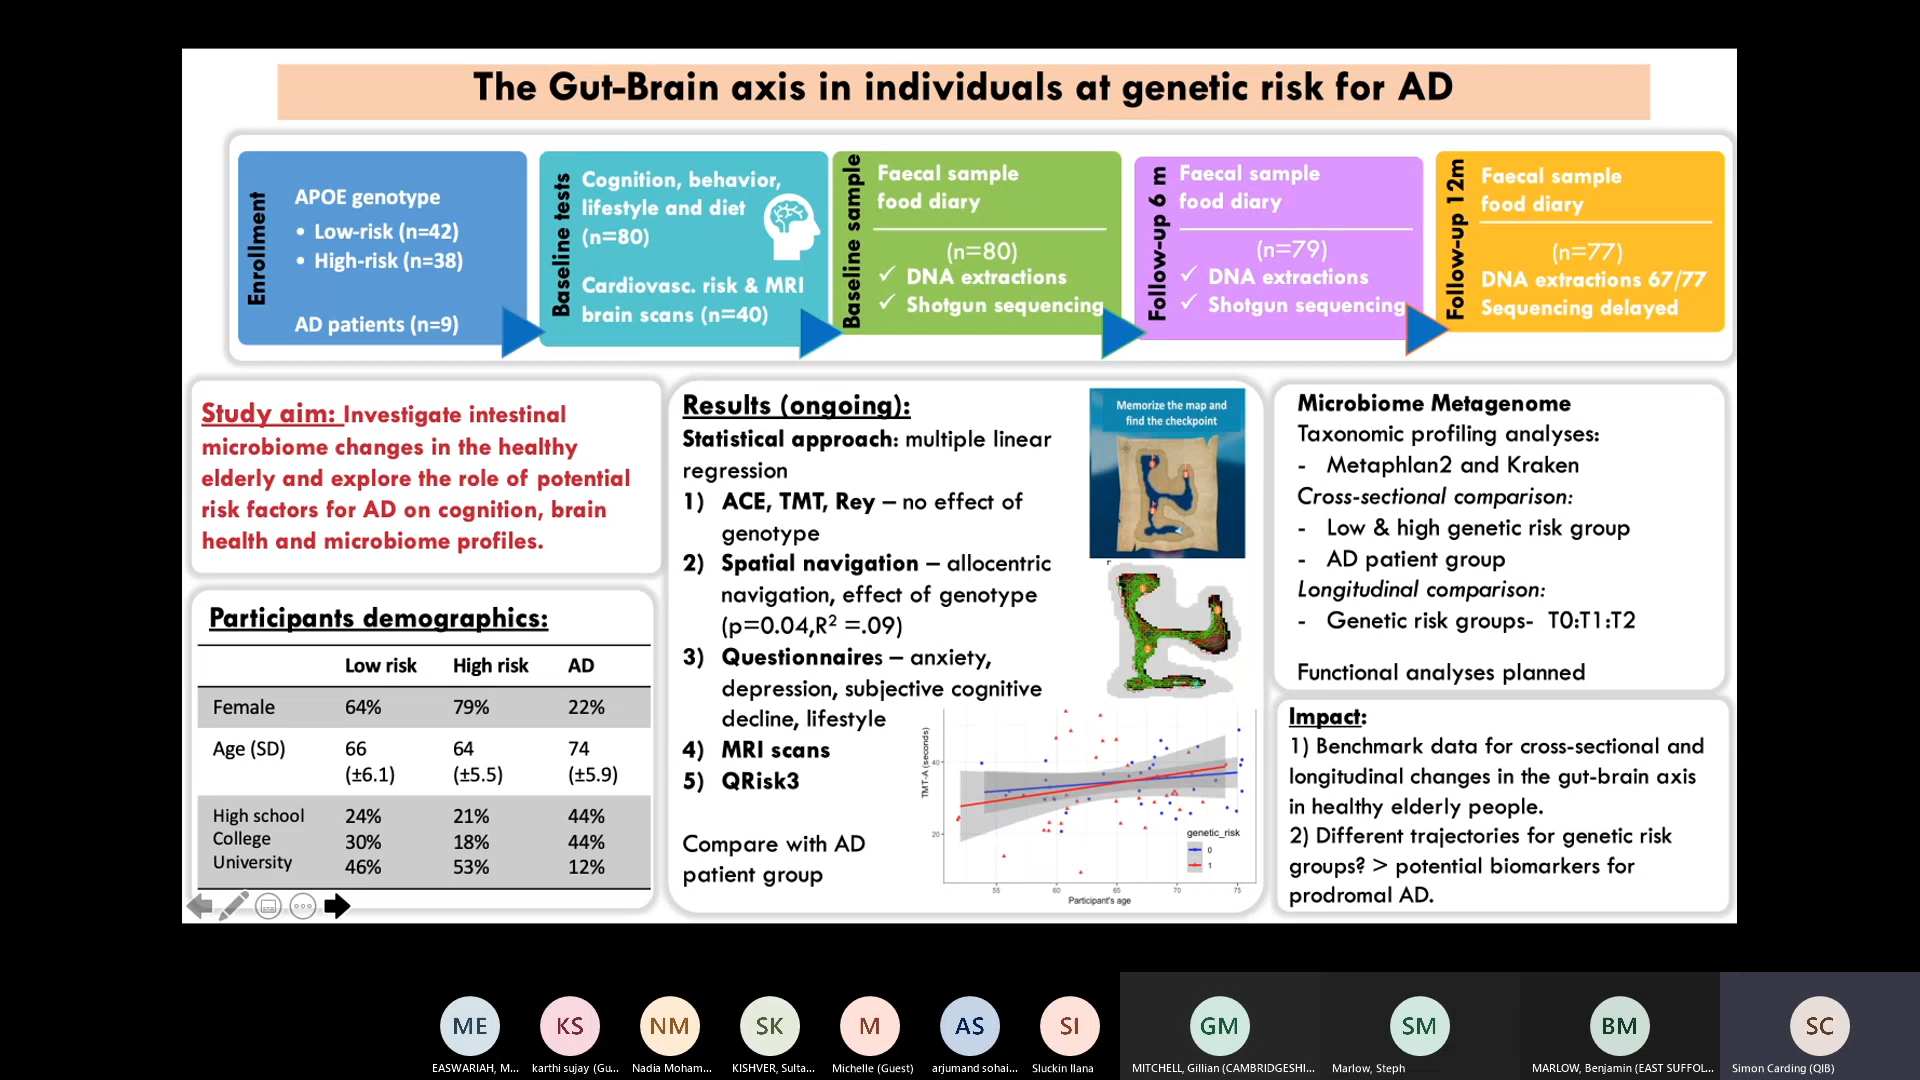 The Gut-Brain axis in individuals at genetic risk for AD
Enrollment
APOE genotype
• Low-risk (n=42)
• High-risk (n=38)
AD patients (n=9)
Baseline tests
Cognition, behavior,
lifestyle and diet
(n=80)
Cardiovasc. risk & MRI
brain scans (n=40)
Baseline sample
Faecal sample
food diary
(n=80)
✓ DNA extractions
✓ Shotgun sequencing
Follow-up 6 m
Faecal sample
food diary
(n=79)
✓ DNA extractions
✓ Shotgun sequencing
Follow-up 12m
Faecal sample
food diary
(n=77)
DNA extractions 67/77
Sequencing delayed
Study aim: Investigate intestinal
microbiome changes in the healthy
elderly and explore the role of potential
risk factors for AD on cognition, brain
health and microbiome profiles.
Participants demographics:
Low risk High risk AD
Female 64% 79% 22%
Age (SD) 66 64 74
(±6.1) (±5.5) (±5.9)
High school 24% 21% 44%
College 30% 18% 44%
University 46% 53% 12%
Results (ongoing):
Statistical approach: multiple linear
regression
1) ACE, TMT, Rey – no effect of
genotype
2) Spatial navigation – allocentric
navigation, effect of genotype
(p=0.04,R² =.09)
3) Questionnaires – anxiety,
depression, subjective cognitive
decline, lifestyle
4) MRI scans
5) QRisk3
Compare with AD
patient group
Memorize the map and
find the checkpoint
TMT-A (seconds)
40
20
genetic_risk
0
1
55 60 65 70 75
Participant's age
Microbiome Metagenome
Taxonomic profiling analyses:
- Metaphlan2 and Kraken
Cross-sectional comparison:
- Low & high genetic risk group
- AD patient group
Longitudinal comparison:
- Genetic risk groups- T0:T1:T2
Functional analyses planned
Impact:
1) Benchmark data for cross-sectional and
longitudinal changes in the gut-brain axis
in healthy elderly people.
2) Different trajectories for genetic risk
groups? > potential biomarkers for
prodromal AD.
ME KS NM SK M AS SI GM SM BM SC
EASWARIAH, M... karthi sujay (Gu... Nadia Moham... KISHVER, Sulta... Michelle (Guest) arjumand sohai... Sluckin Ilana MITCHELL, Gillian (CAMBRIDGESHI... Marlow, Steph MARLOW, Benjamin (EAST SUFFOL... Simon Carding (QIB)